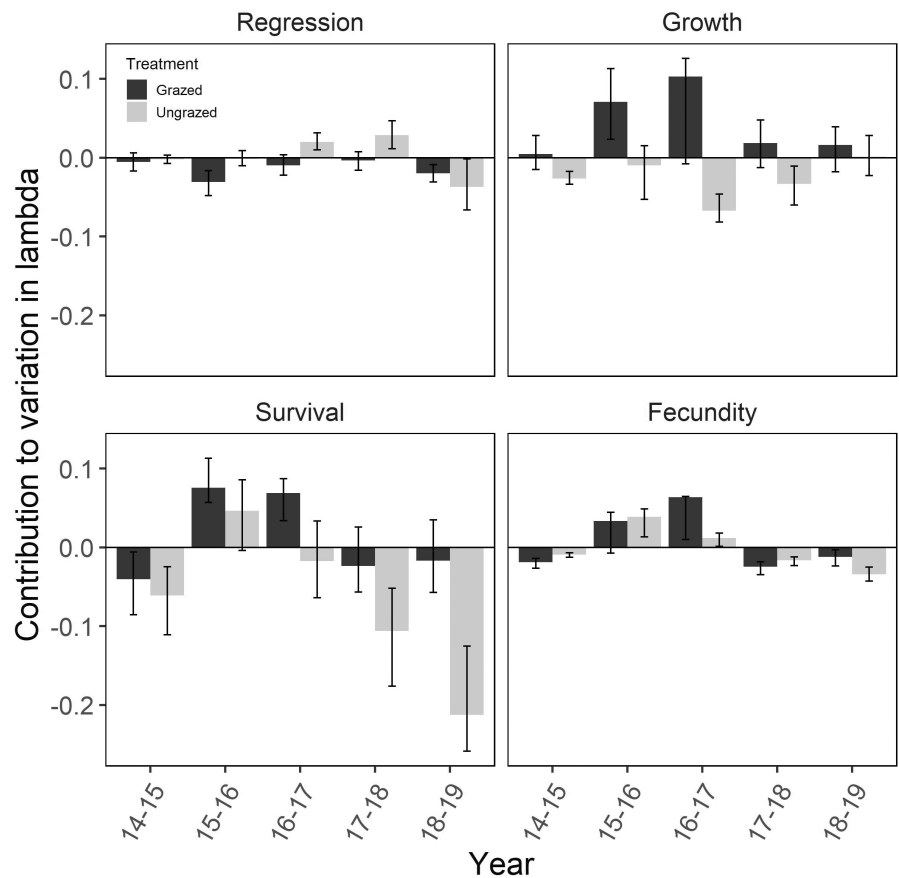 Regression
Growth
Treatment
Grazed
Ungrazed
0.1
0.0
-0.1
-0.2
Survival
Fecundity
0.1
0.0
-0.1
-0.2
14-15
15-16
16-17
17-18
18-19
14-15
15-16
16-17
17-18
18-19
Contribution to variation in lambda
Year